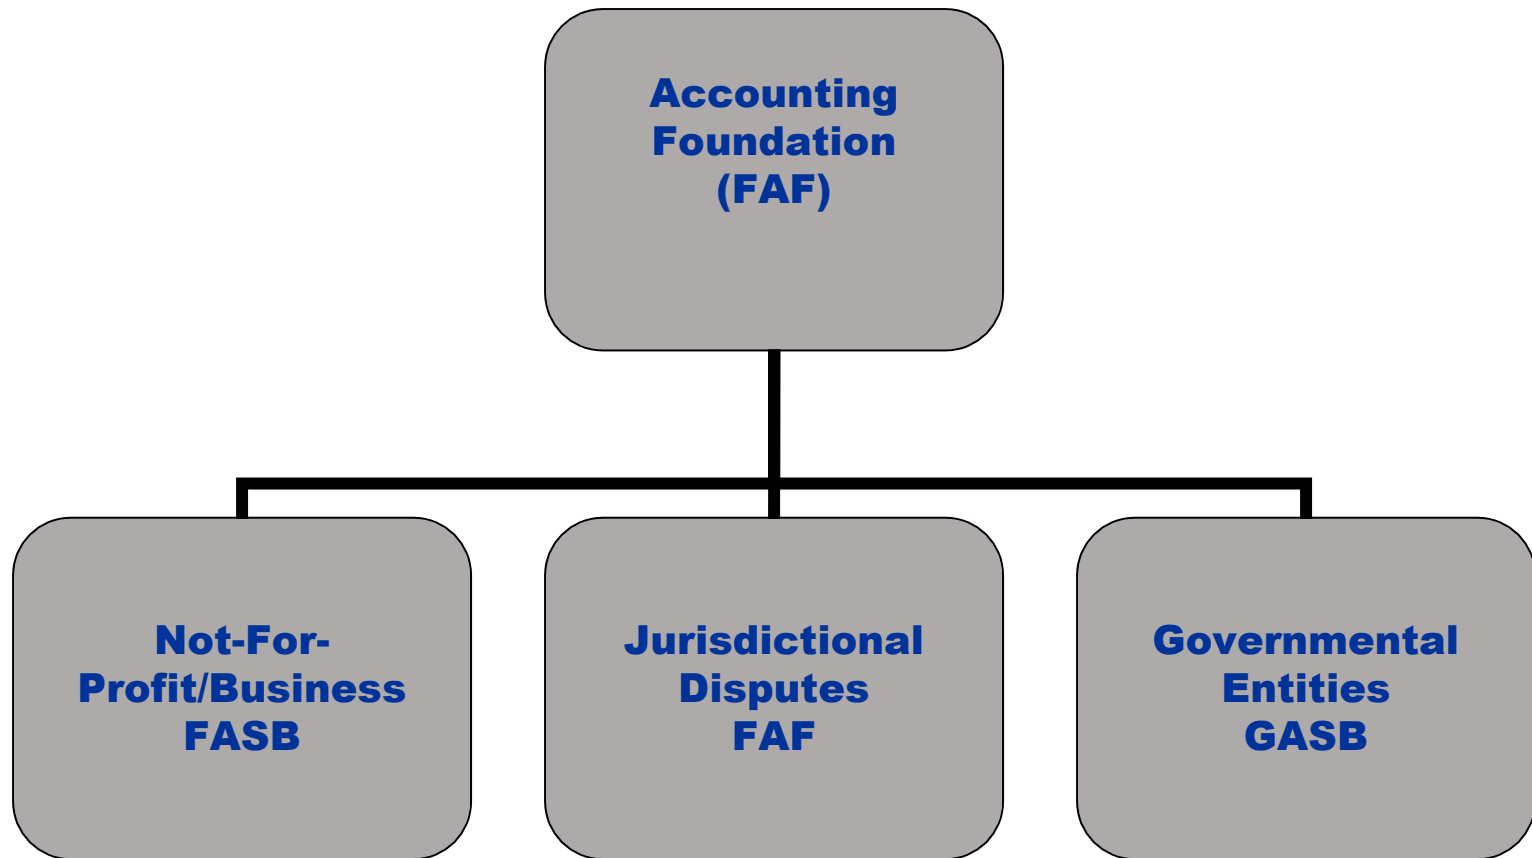 Accounting
Foundation
(FAF)
Not-For-
Profit/Business
FASB
Jurisdictional
Disputes
FAF
Governmental
Entities
GASB